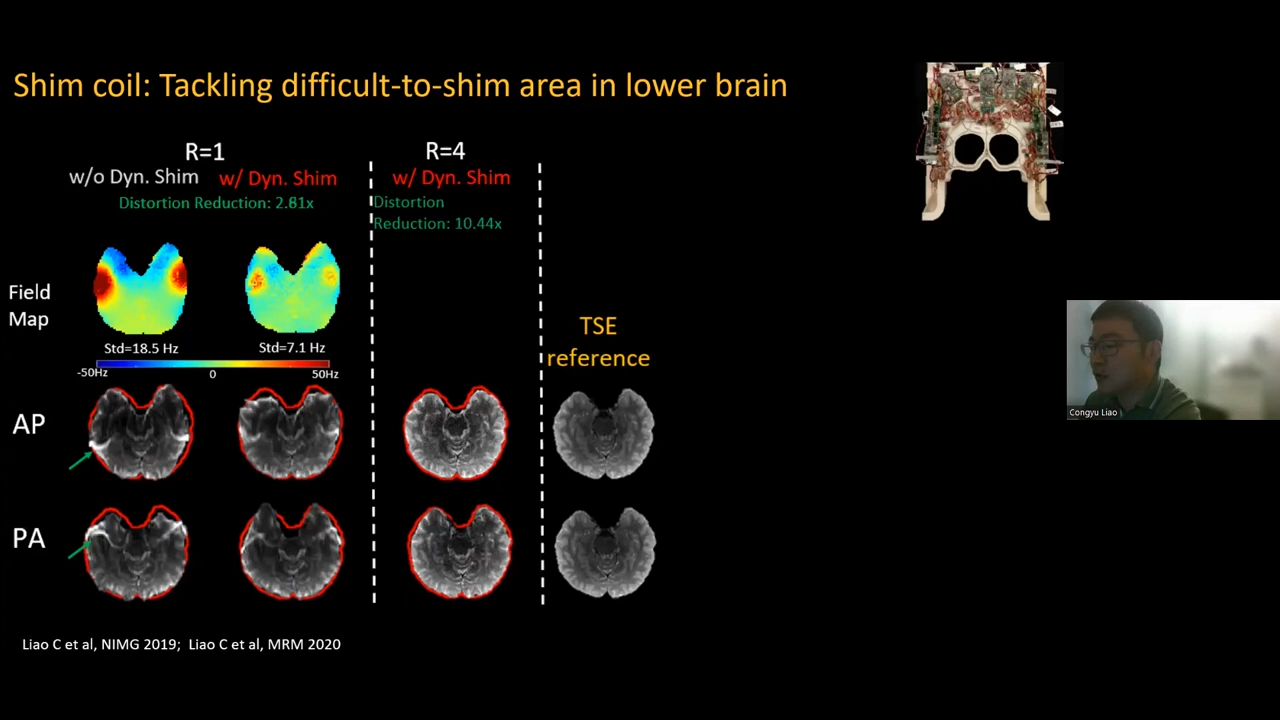 Shim coil: Tackling difficult-to-shim area in lower brain
R=1
R=4
w/o Dyn. Shim
w/ Dyn. Shim
w/ Dyn. Shim
Distortion Reduction: 2.81x
Distortion
Reduction: 10.44x
Field
Map
TSE
reference
Std=18.5 Hz
Std=7.1 Hz
-50Hz
0
50Hz
AP
PA
Liao C et al, NIMG 2019; Liao C et al, MRM 2020
Congyu Liao